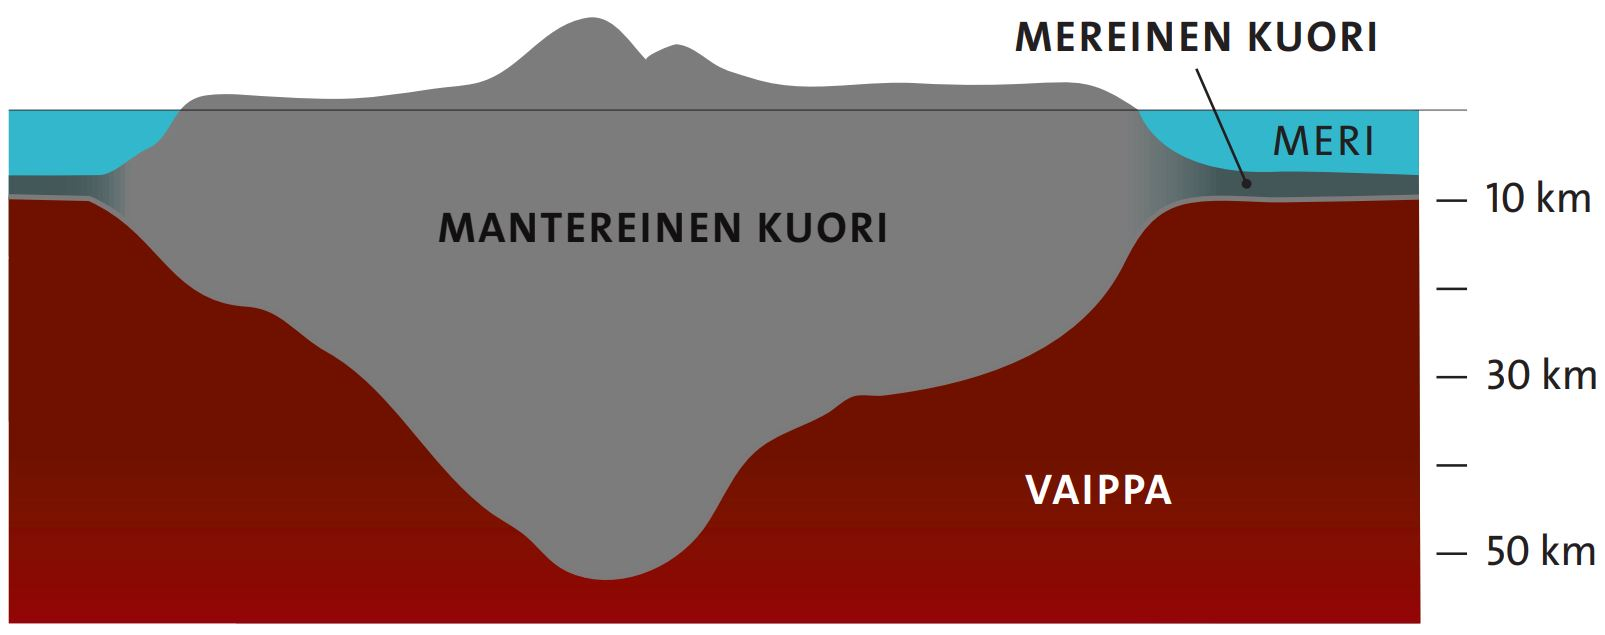 MEREINEN KUORI
MERI
10 km
MANTEREINEN KUORI
30 km
VAIPPA
50 km